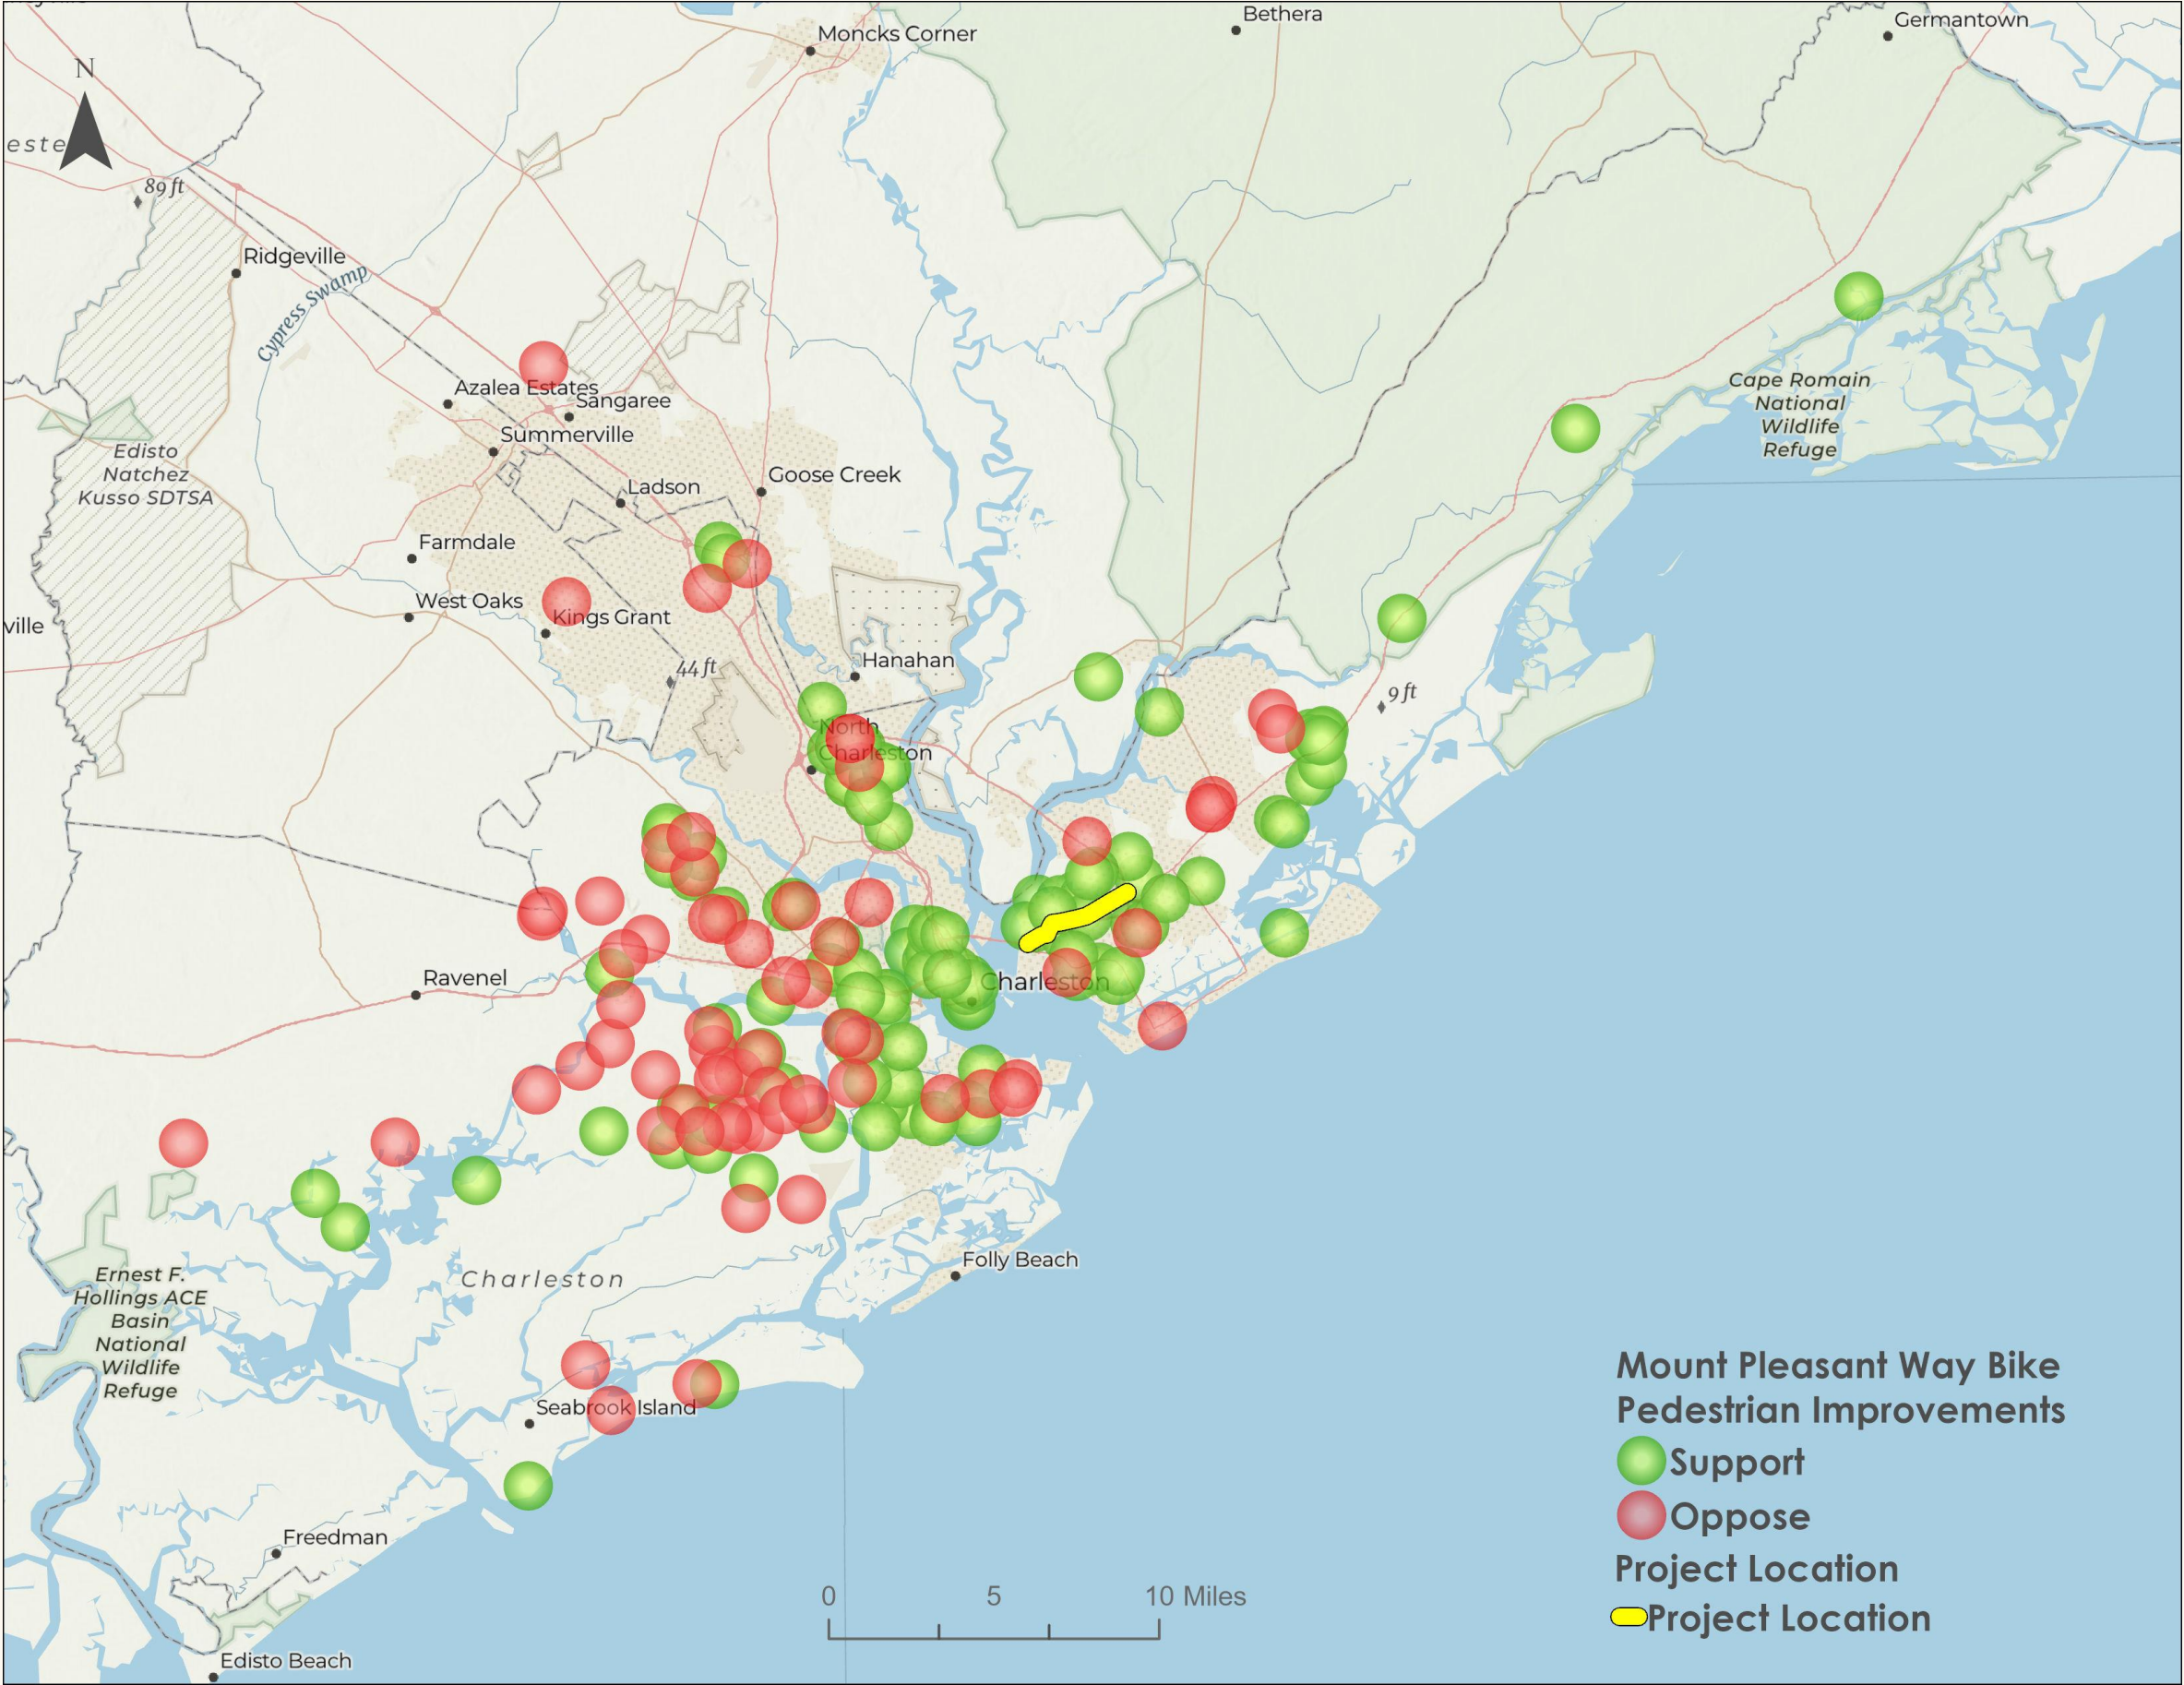 Bethera
Germantown
Moncks Corner
N
este
89 ft
Ridgeville
Cypress Swamp
Cape Romain
National
Wildlife
Refuge
Azalea Estates
Sangaree
Summerville
Edisto
Natchez
Kusso SDTSA
Goose Creek
Ladson
Farmdale
West Oaks
Kings Grant
ville
44 ft
Hanahan
9 ft
North
Charleston
Ravenel
Charleston
Folly Beach
Charleston
Ernest F.
Hollings ACE
Basin
National
Wildlife
Refuge
Seabrook Island
Mount Pleasant Way Bike
Pedestrian Improvements
Support
Oppose
Project Location
Project Location
Freedman
0 5 10 Miles
Edisto Beach